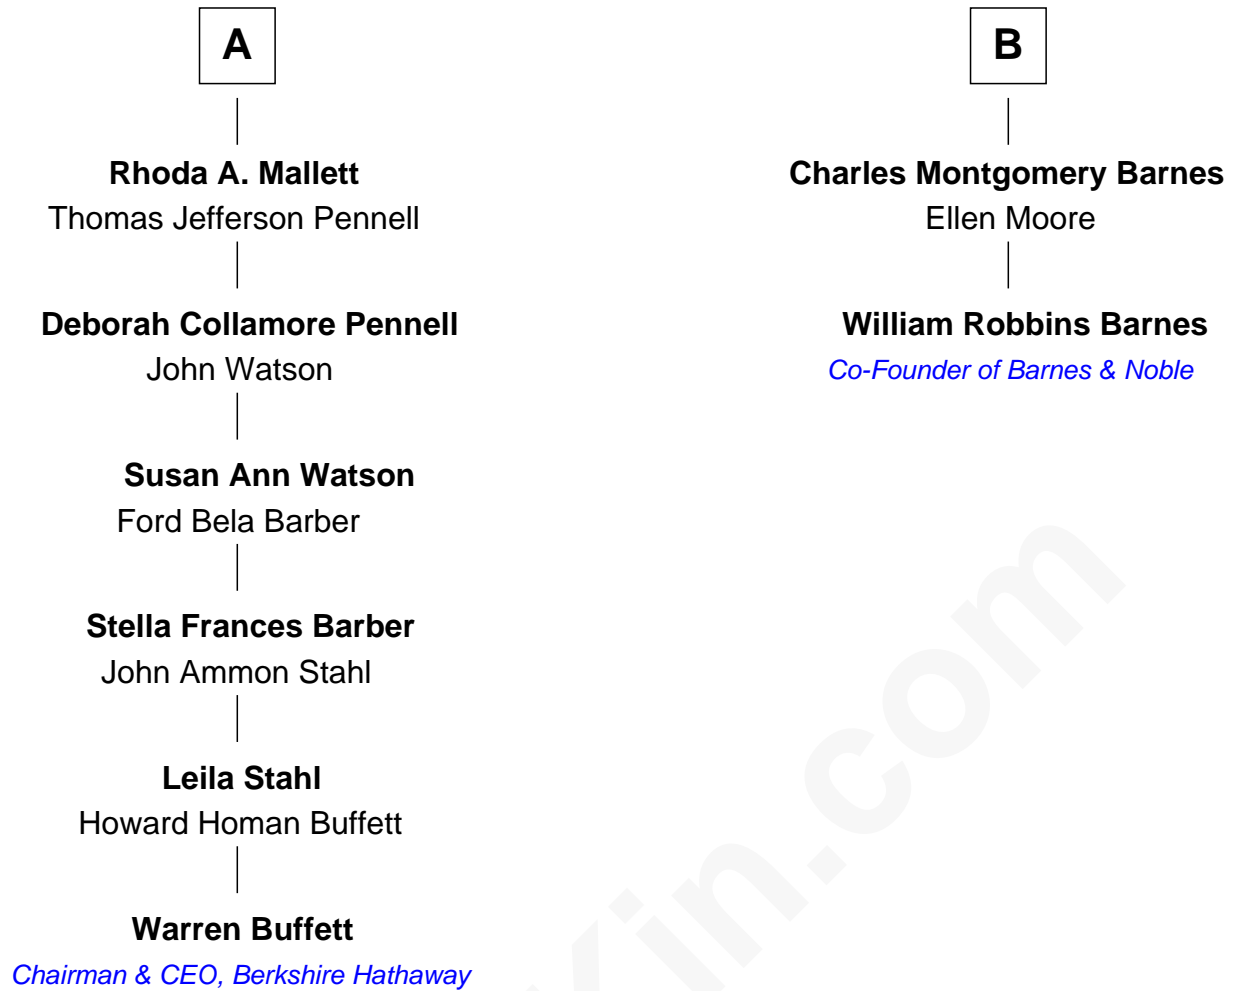 A
Rhoda A. Mallett
Thomas Jefferson Pennell
Deborah Collamore Pennell
John Watson
Susan Ann Watson
Ford Bela Barber
Stella Frances Barber
John Ammon Stahl
Leila Stahl
Howard Homan Buffett
Warren Buffett
Chairman & CEO, Berkshire Hathaway
B
Charles Montgomery Barnes
Ellen Moore
William Robbins Barnes
Co-Founder of Barnes & Noble
Kin.com